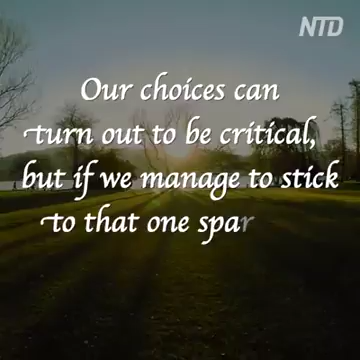 NTD
Our choices can
turn out to be critical,
but if we manage to stick
to that one spar